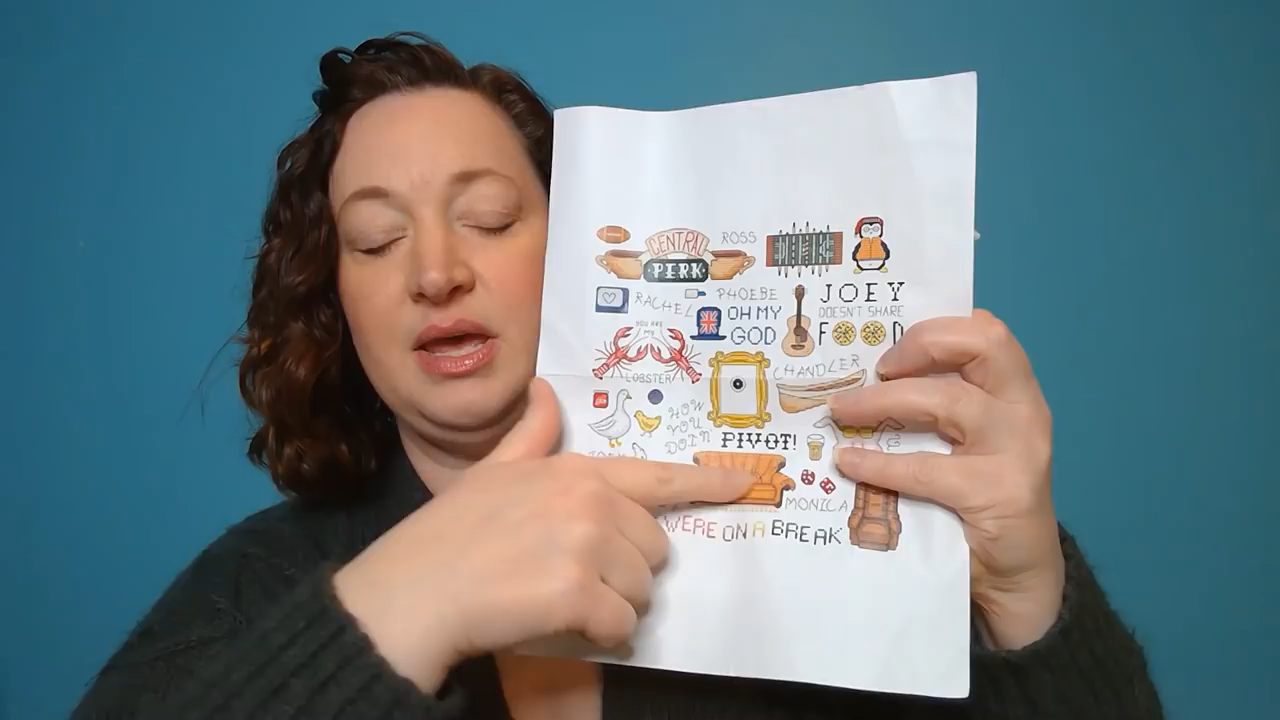 CENTRAL
PERK
ROSS
RACHEL
PHOEBE
OH MY
GOD
JOEY
DOESN'T SHARE
FOOD
YOU ARE
MY
LOBSTER
CHANDLER
HOW
YOU
DOIN'
PIVOT!
MONICA
WERE ON A BREAK